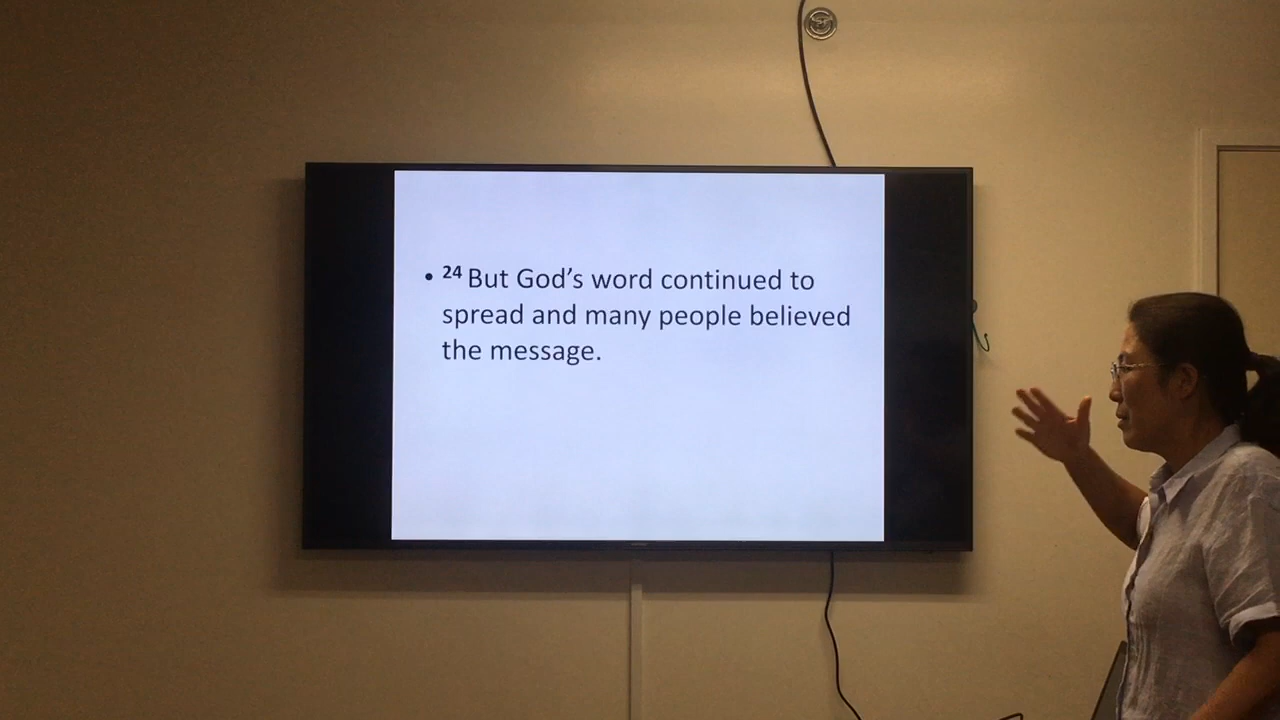 • ²⁴ But God’s word continued to
spread and many people believed
the message.